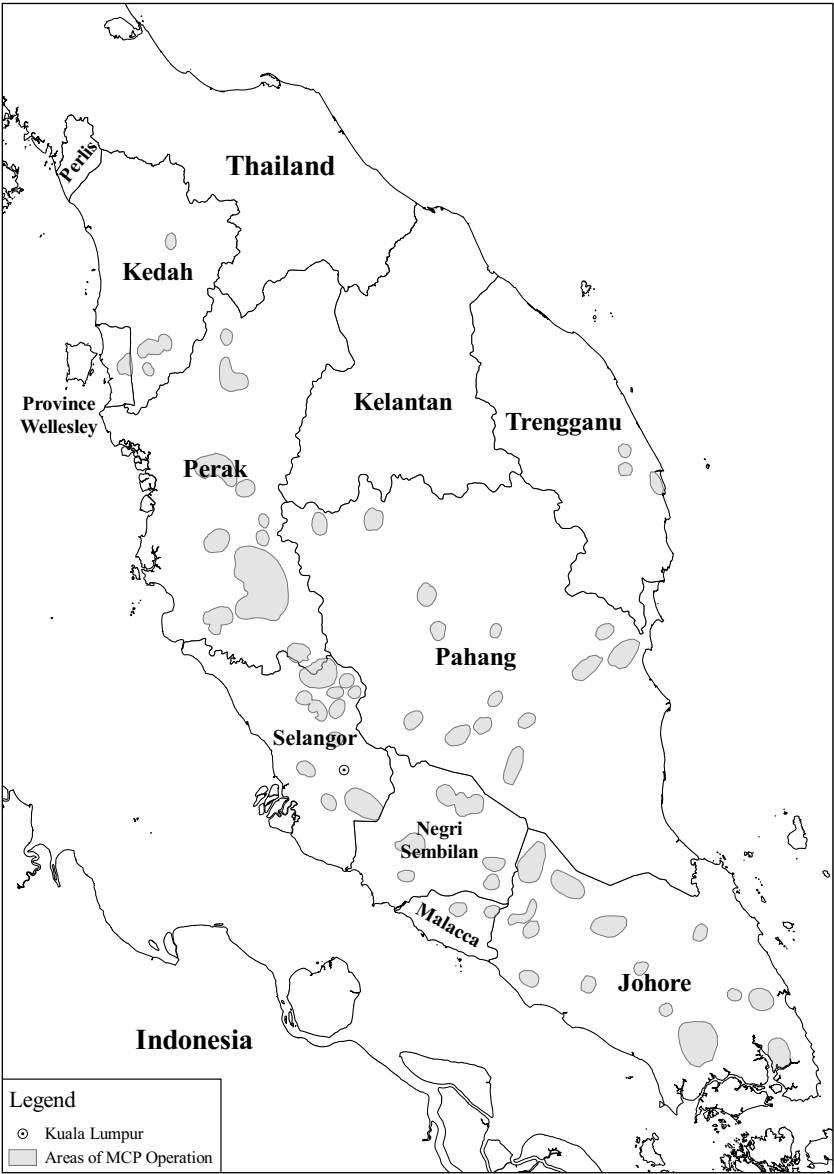 Perlis
Thailand
Kedah
Province
Wellesley
Kelantan
Trengganu
Perak
Pahang
Selangor
Negri
Sembilan
Malacca
Johore
Indonesia
Legend
Kuala Lumpur
Areas of MCP Operation